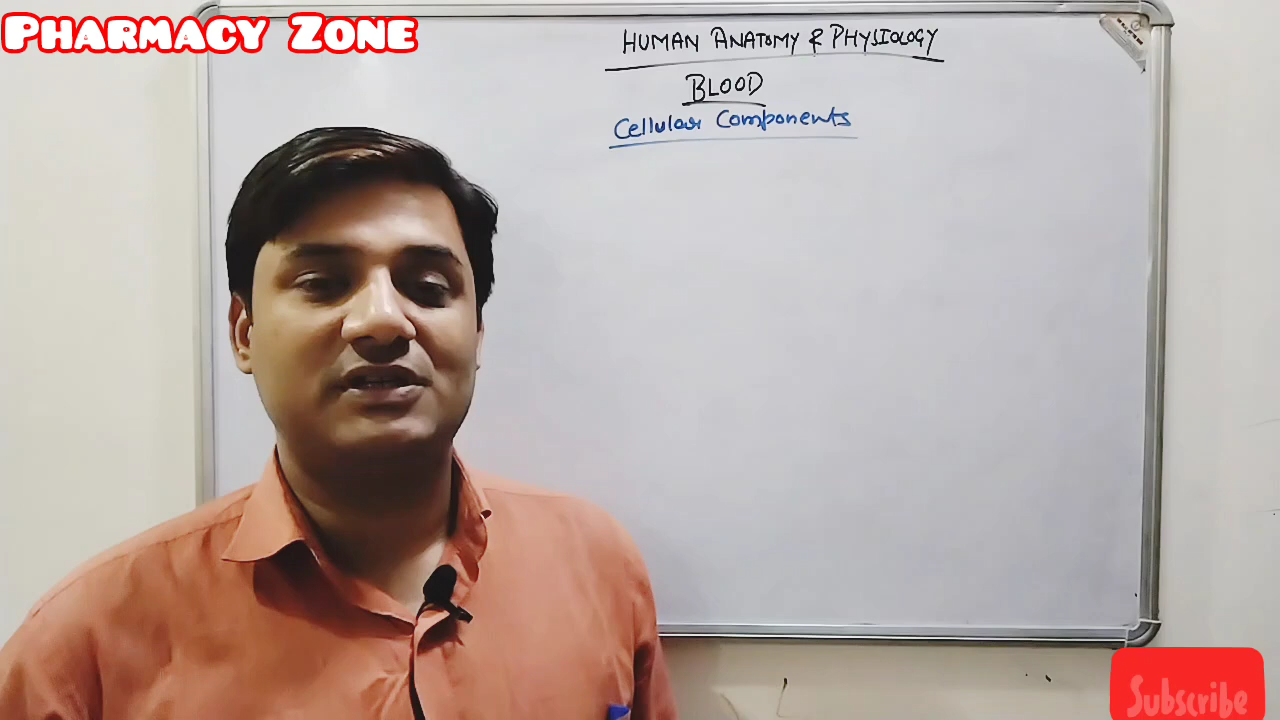 PHARMACY ZONE
HUMAN ANATOMY & PHYSIOLOGY
BLOOD
Cellular Components
Subscribe